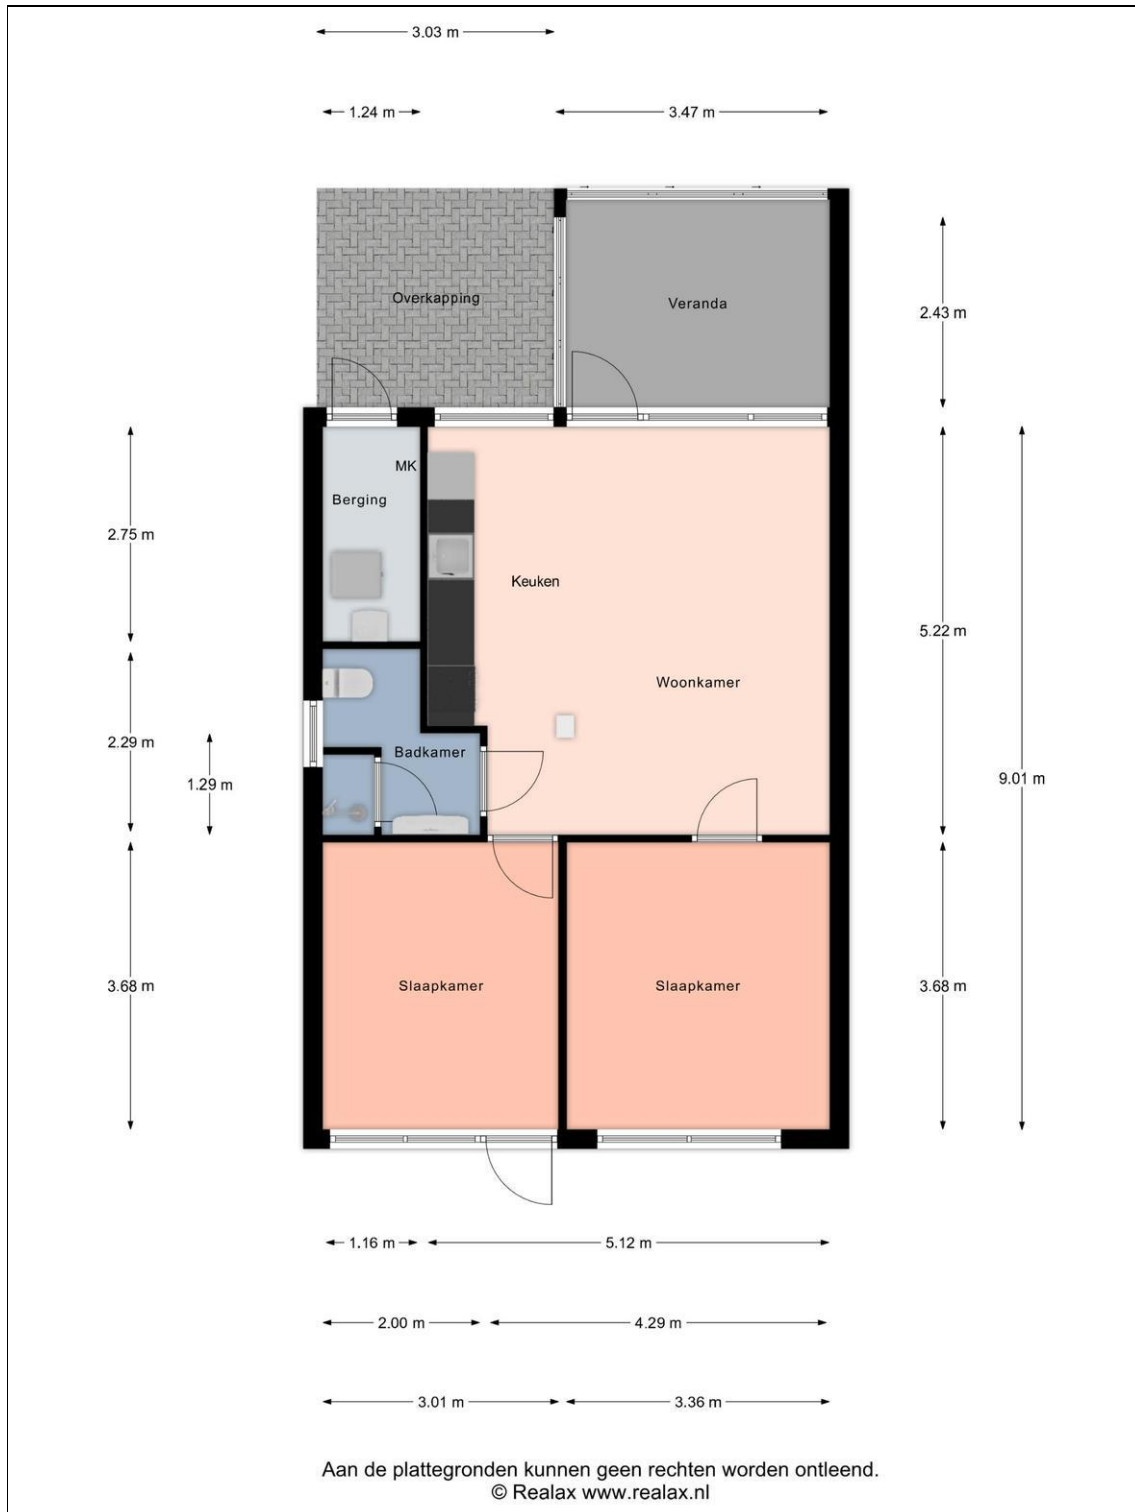 3.03 m
1.24 m
3.47 m
Overkapping
Veranda
2.43 m
MK
Berging
2.75 m
Keuken
5.22 m
Woonkamer
2.29 m
Badkamer
1.29 m
9.01 m
3.68 m
Slaapkamer
Slaapkamer
3.68 m
1.16 m
5.12 m
2.00 m
4.29 m
3.01 m
3.36 m
Aan de plattegronden kunnen geen rechten worden ontleend.
© Realax www.realax.nl